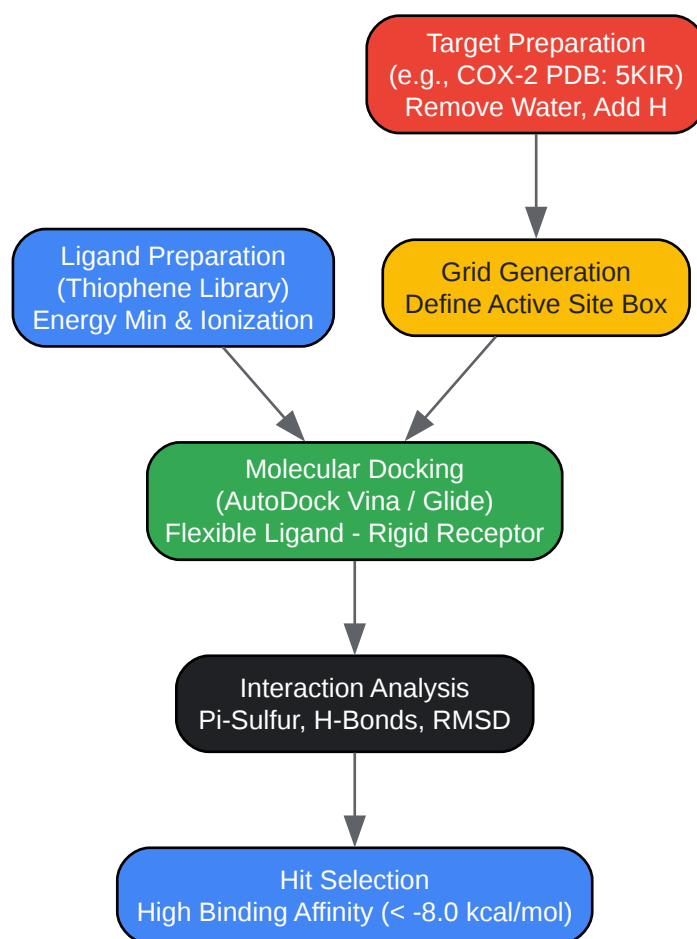 Target Preparation
(e.g., COX-2 PDB: 5KIR)
Remove Water, Add H
Ligand Preparation
(Thiophene Library)
Energy Min & Ionization
Grid Generation
Define Active Site Box
Molecular Docking
(AutoDock Vina / Glide)
Flexible Ligand - Rigid Receptor
Interaction Analysis
Pi-Sulfur, H-Bonds, RMSD
Hit Selection
High Binding Affinity (< -8.0 kcal/mol)